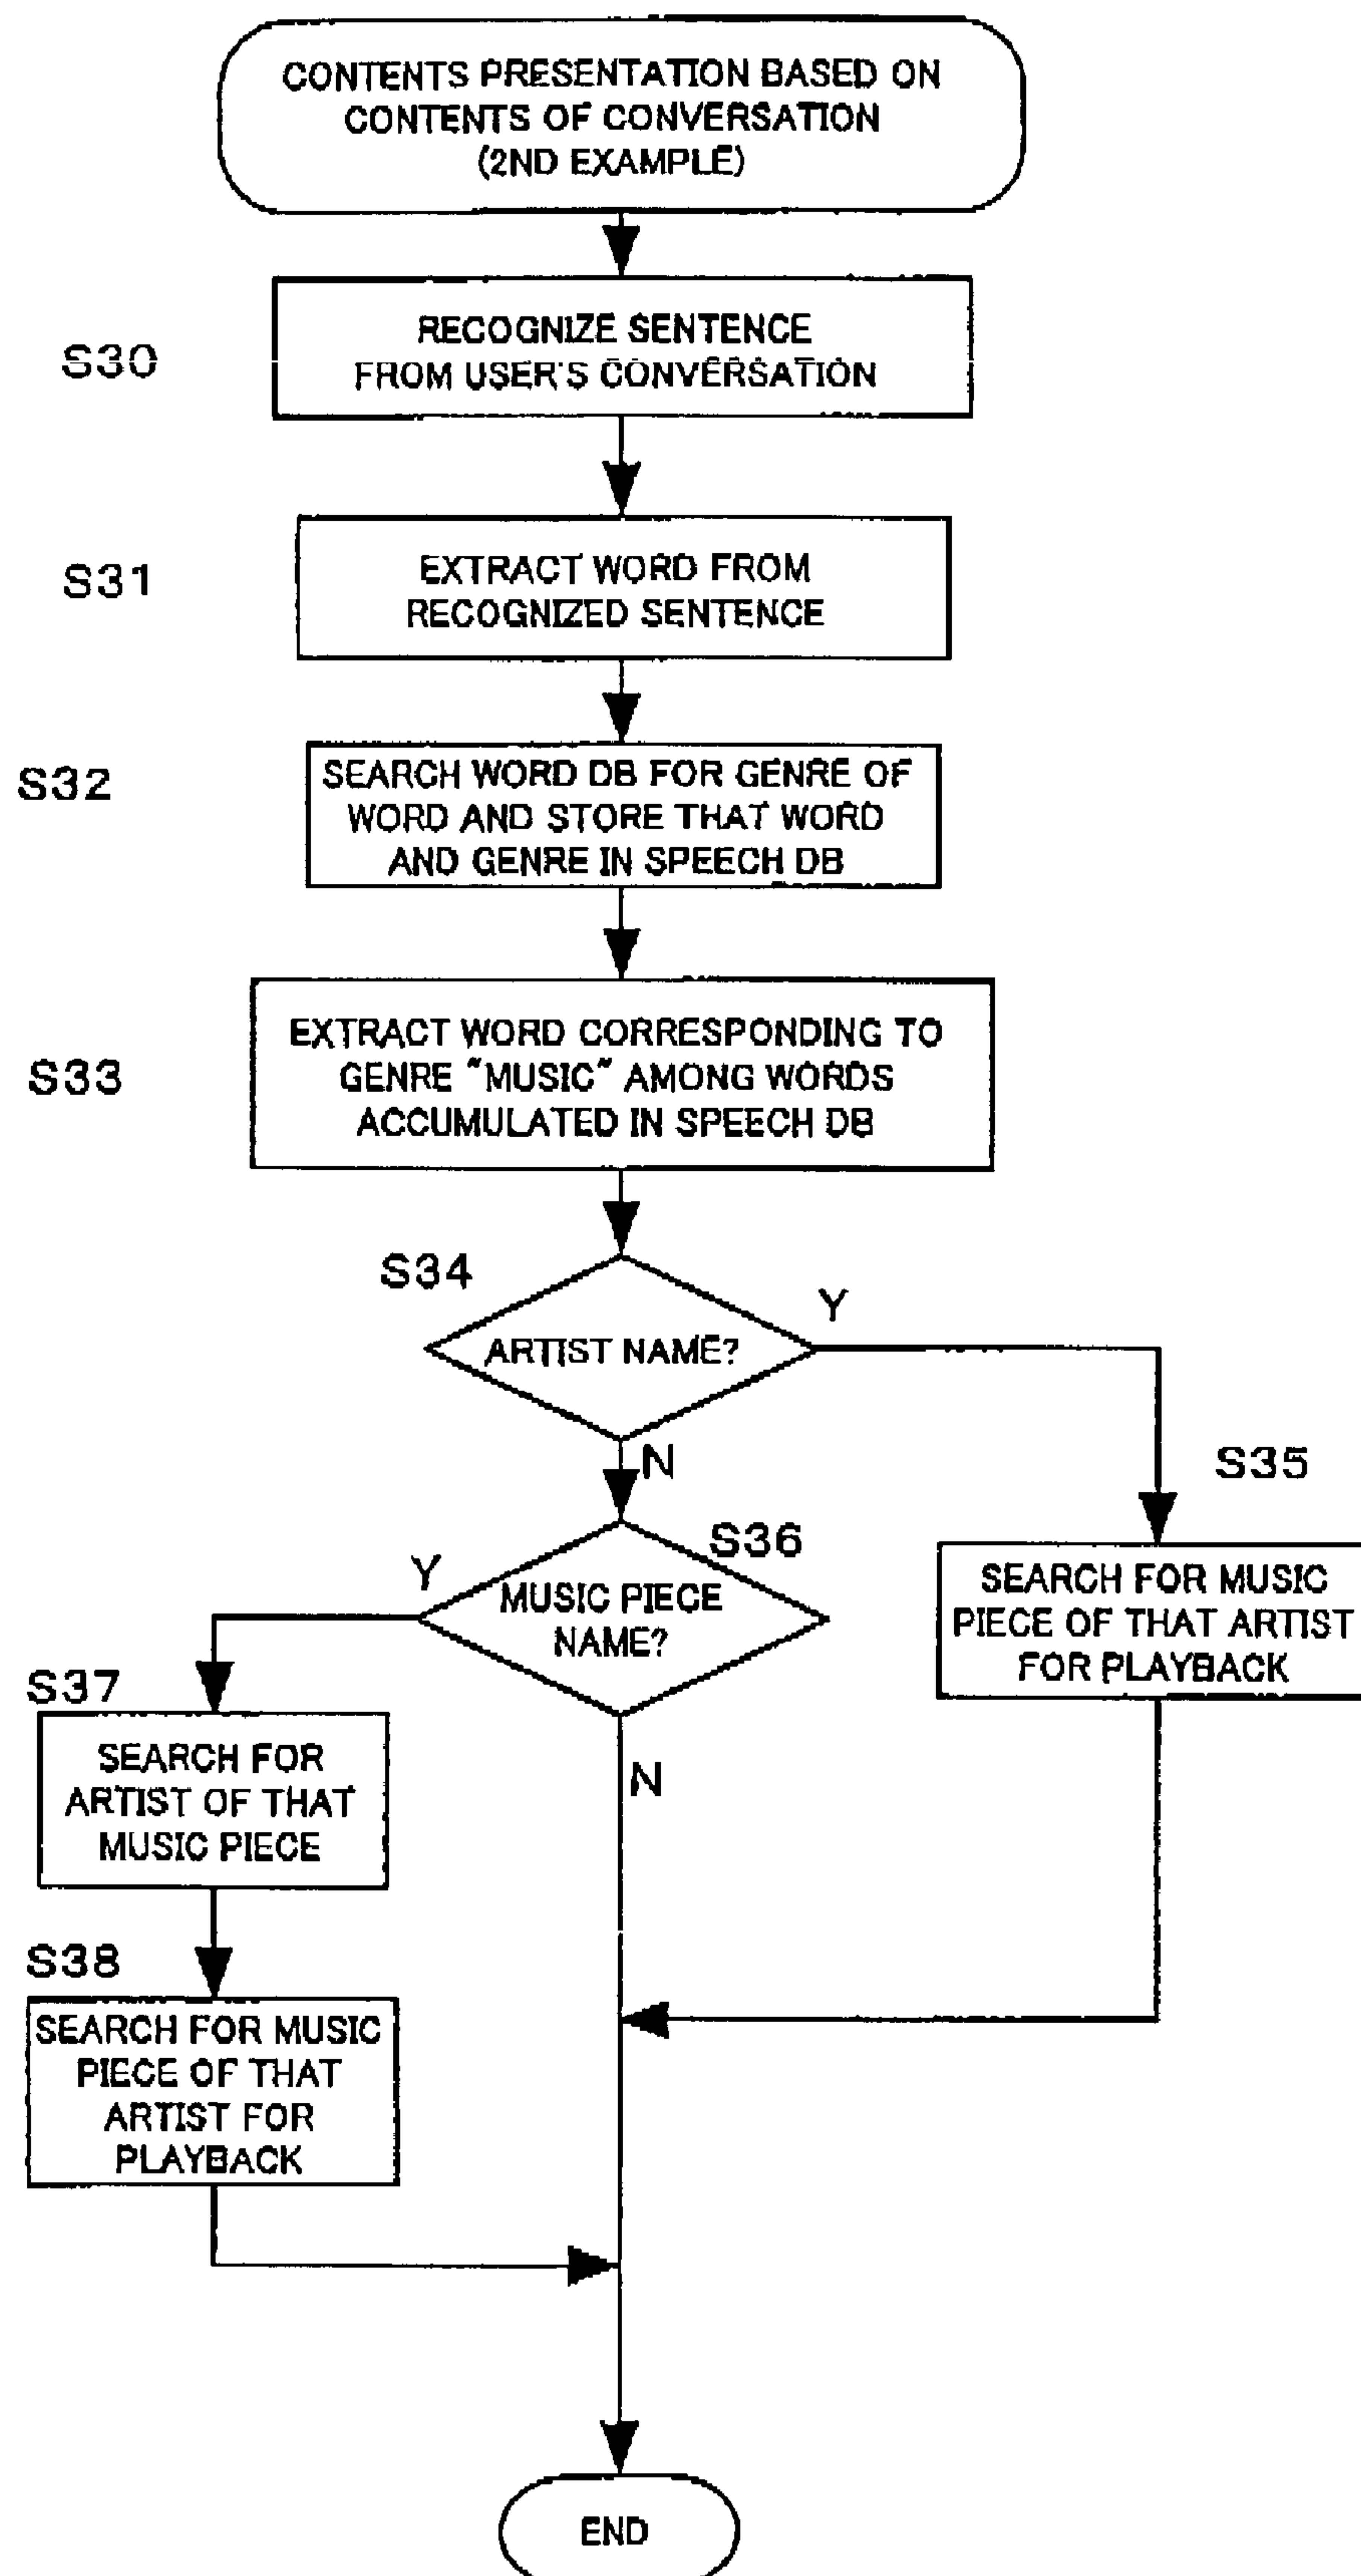 CONTENTS PRESENTATION BASED ON
CONTENTS OF CONVERSATION
(2ND EXAMPLE)
S30
RECOGNIZE SENTENCE
FROM USER'S CONVERSATION
S31
EXTRACT WORD FROM
RECOGNIZED SENTENCE
S32
SEARCH WORD DB FOR GENRE OF
WORD AND STORE THAT WORD
AND GENRE IN SPEECH DB
S33
EXTRACT WORD CORRESPONDING TO
GENRE "MUSIC" AMONG WORDS
ACCUMULATED IN SPEECH DB
S34
ARTIST NAME?
Y
N
S35
SEARCH FOR MUSIC
PIECE OF THAT ARTIST
FOR PLAYBACK
S36
MUSIC PIECE
NAME?
Y
N
S37
SEARCH FOR
ARTIST OF THAT
MUSIC PIECE
S38
SEARCH FOR MUSIC
PIECE OF THAT
ARTIST FOR
PLAYBACK
END